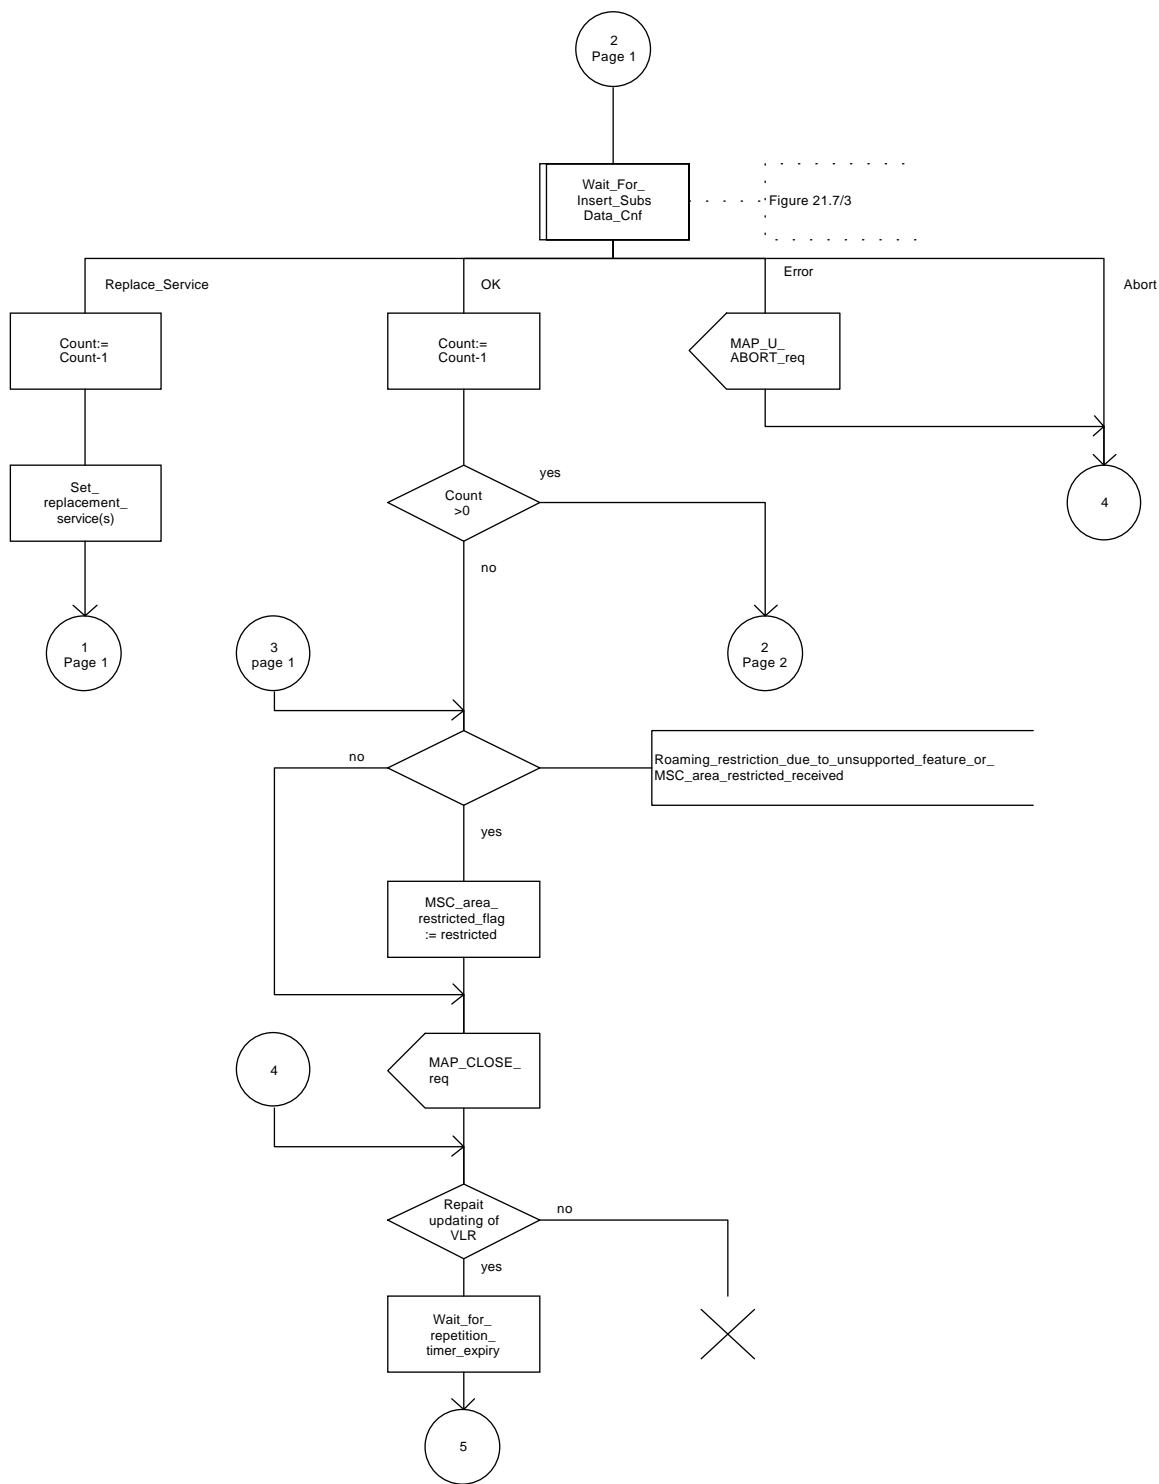 2
Page 1
Wait_For_
Insert_Subs
Data_Cnf
Figure 21.7/3
Replace_Service
OK
Error
Abort
Count:=
Count-1
Count:=
Count-1
MAP_U_
ABORT_req
Set_
replacement_
service(s)
Count
>0
yes
no
4
1
Page 1
3
page 1
2
Page 2
no
Roaming_restriction_due_to_unsupported_feature_or_
MSC_area_restricted_received
yes
MSC_area_
restricted_flag
:= restricted
4
MAP_CLOSE_
req
Repait
updating of
VLR
no
yes
Wait_for_
repetition_
timer_expiry
5